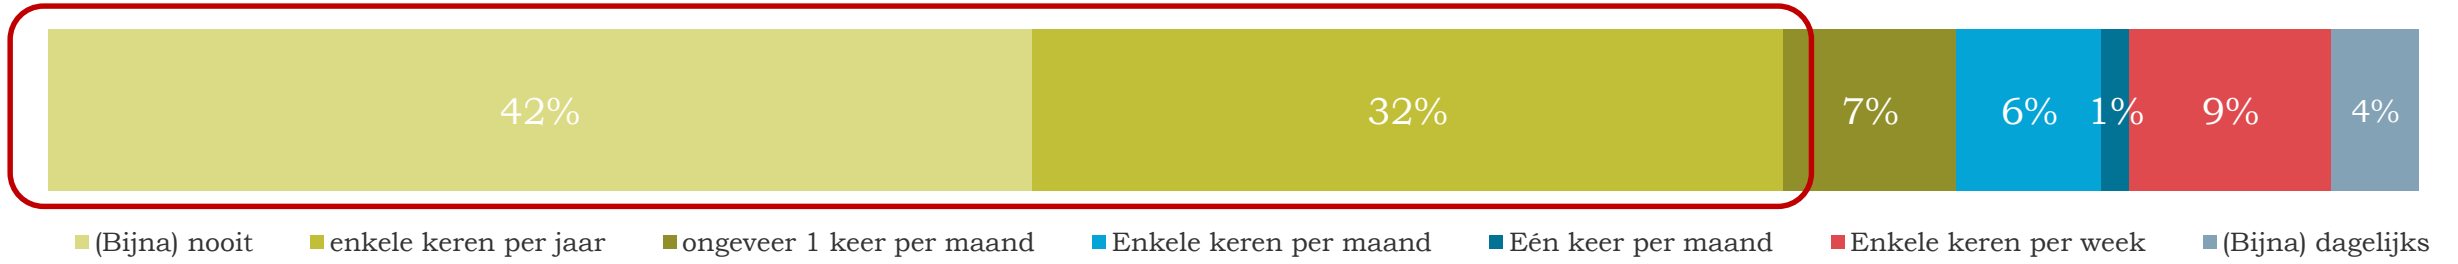 42% 32% 7% 6% 1% 9% 4%
(Bijna) nooit enkele keren per jaar ongeveer 1 keer per maand Enkele keren per maand Eén keer per maand Enkele keren per week (Bijna) dagelijks